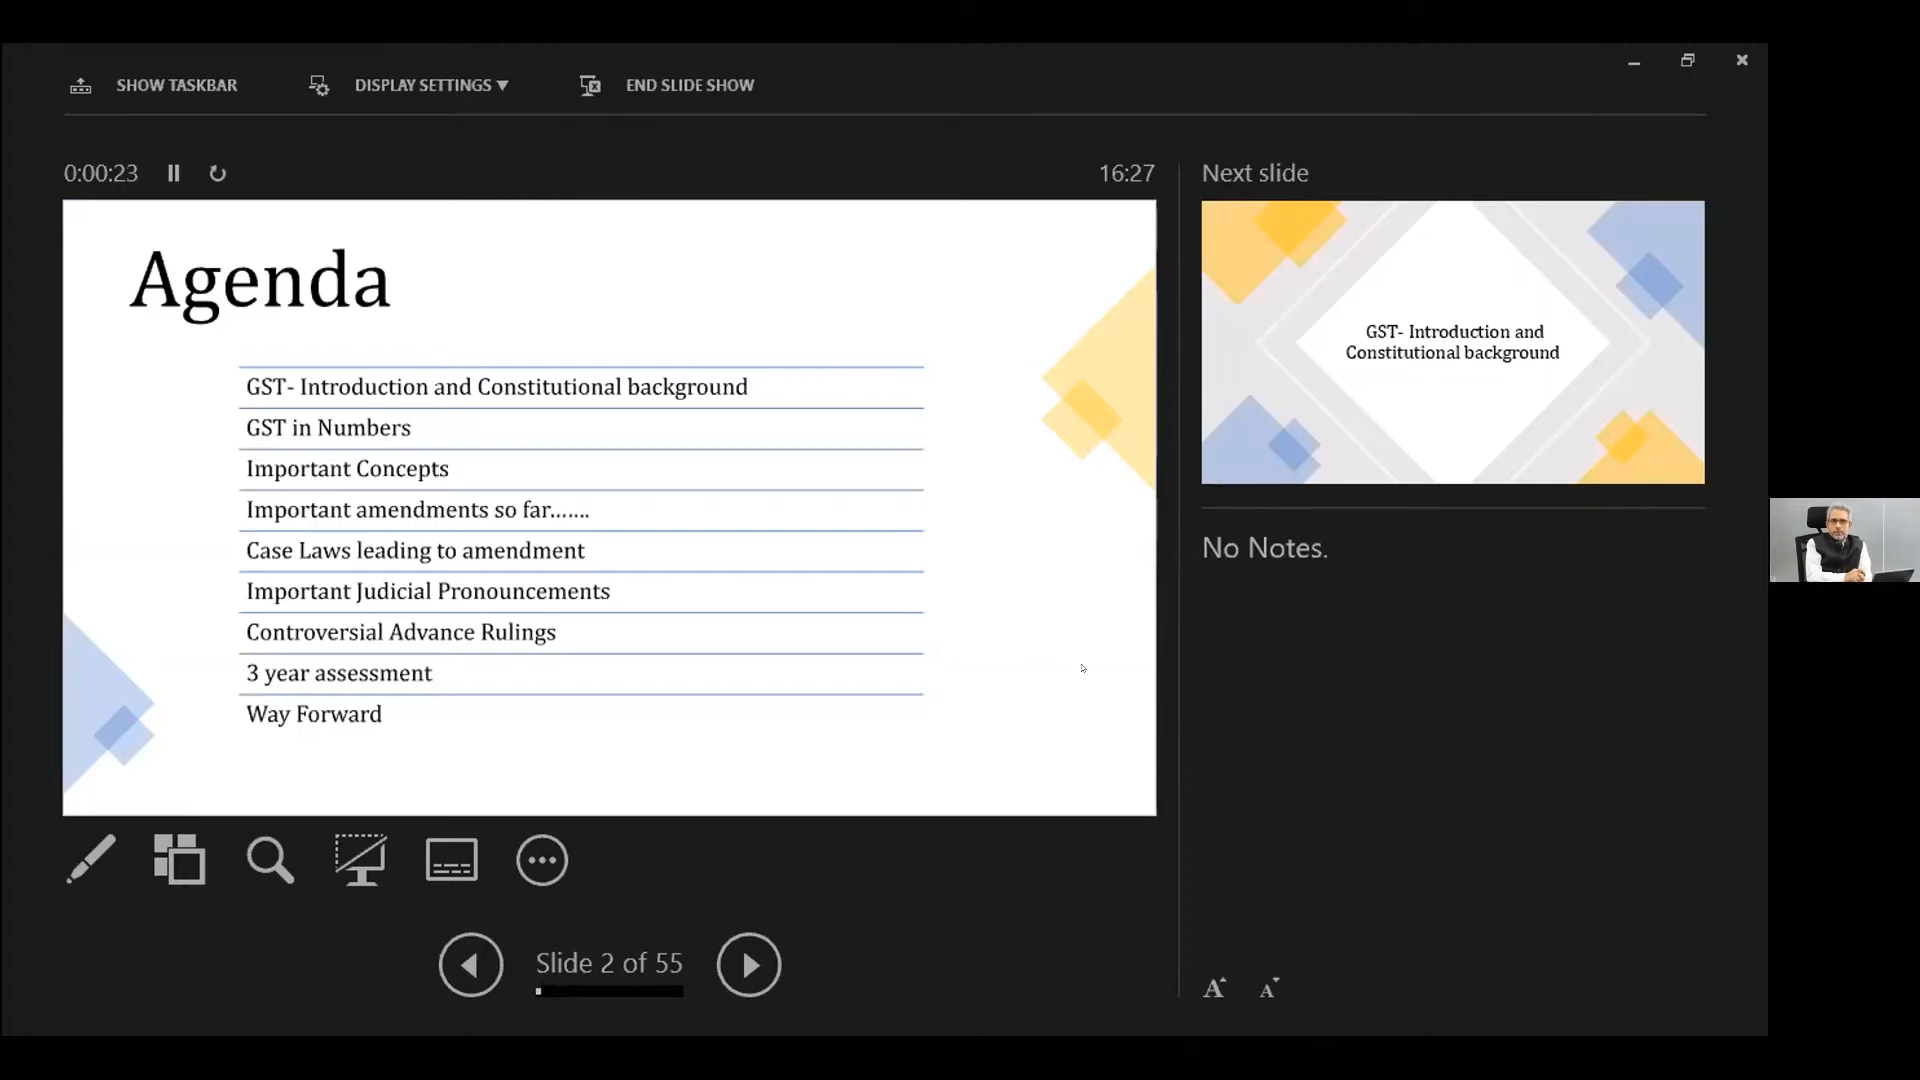 SHOW TASKBAR
DISPLAY SETTINGS ▼
END SLIDE SHOW
0:00:23
16:27
Next slide
Agenda
GST- Introduction and Constitutional background
GST in Numbers
Important Concepts
Important amendments so far.......
Case Laws leading to amendment
Important Judicial Pronouncements
Controversial Advance Rulings
3 year assessment
Way Forward
GST- Introduction and
Constitutional background
No Notes.
Slide 2 of 55
A
A